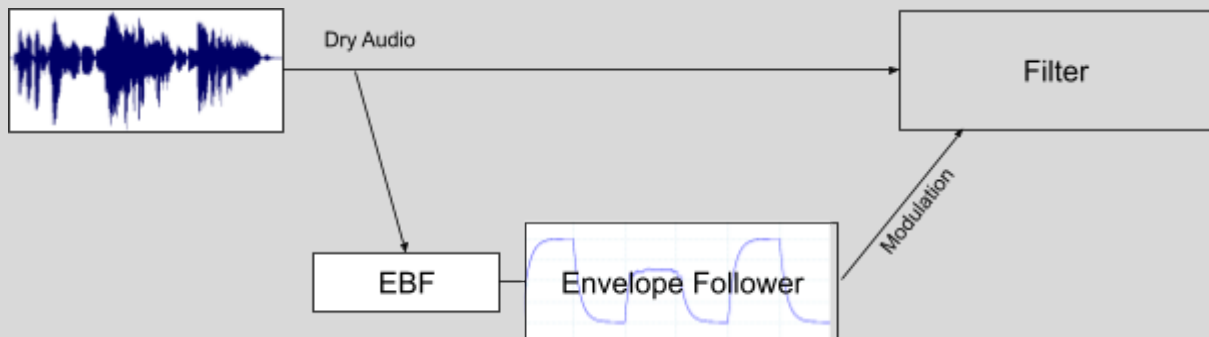 Dry Audio
Filter
Modulation
EBF
Envelope Follower